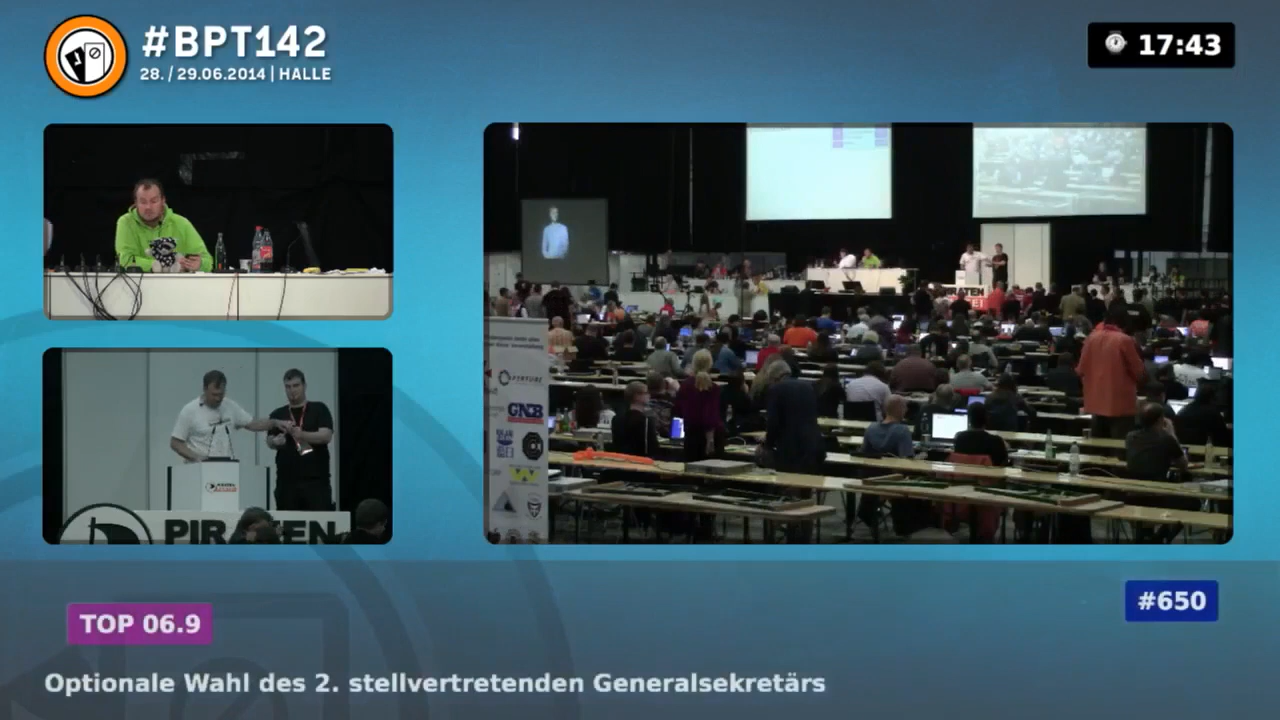 #BPT142
28. / 29.06.2014 | HALLE
17:43
GNB
PIRATEN
#650
TOP 06.9
Optionale Wahl des 2. stellvertretenden Generalsekretärs